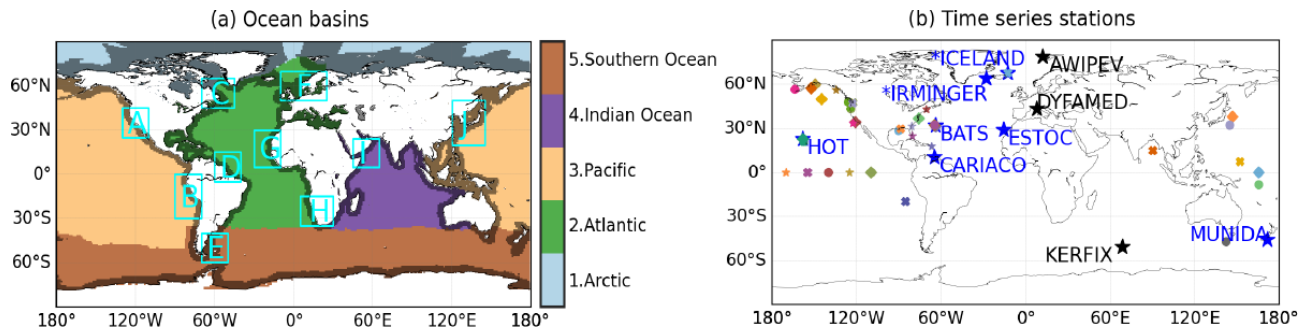 (a) Ocean basins
60°N
30°N
0°
30°S
60°S
180°
120°W
60°W
0°
60°E
120°E
180°
A
B
C
D
E
G
H
I
5.Southern Ocean
4.Indian Ocean
3.Pacific
2.Atlantic
1.Arctic
(b) Time series stations
60°N
30°N
0°
30°S
60°S
180°
120°W
60°W
0°
60°E
120°E
180°
*ICELAND
AWIPEV
*IRMINGER
DYFAMED
HOT
BATS
ESTOC
CARIACO
MUNIDA
KERFIX